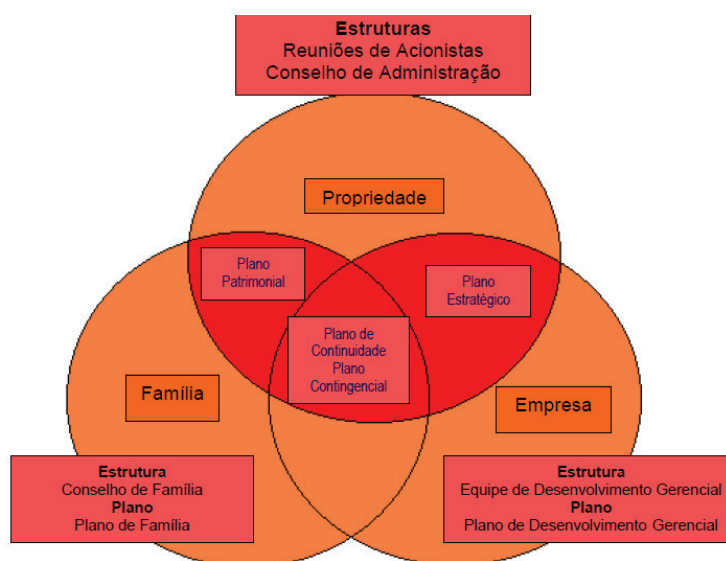 Estruturas
Reuniões de Acionistas
Conselho de Administração
Propriedade
Plano
Patrimonial
Plano
Estratégico
Plano de
Continuidade
Plano
Contingencial
Família
Empresa
Estrutura
Conselho de Família
Plano
Plano de Família
Estrutura
Equipe de Desenvolvimento Gerencial
Plano
Plano de Desenvolvimento Gerencial